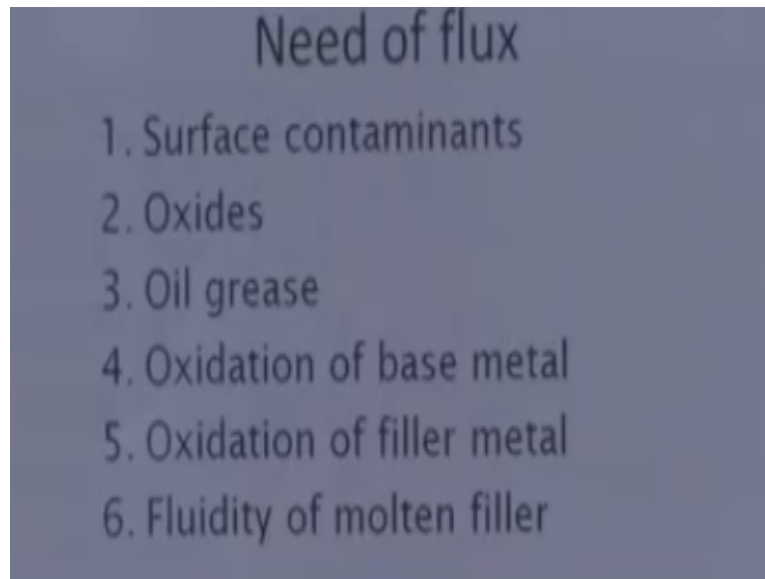 Need of flux
1. Surface contaminants
2. Oxides
3. Oil grease
4. Oxidation of base metal
5. Oxidation of filler metal
6. Fluidity of molten filler